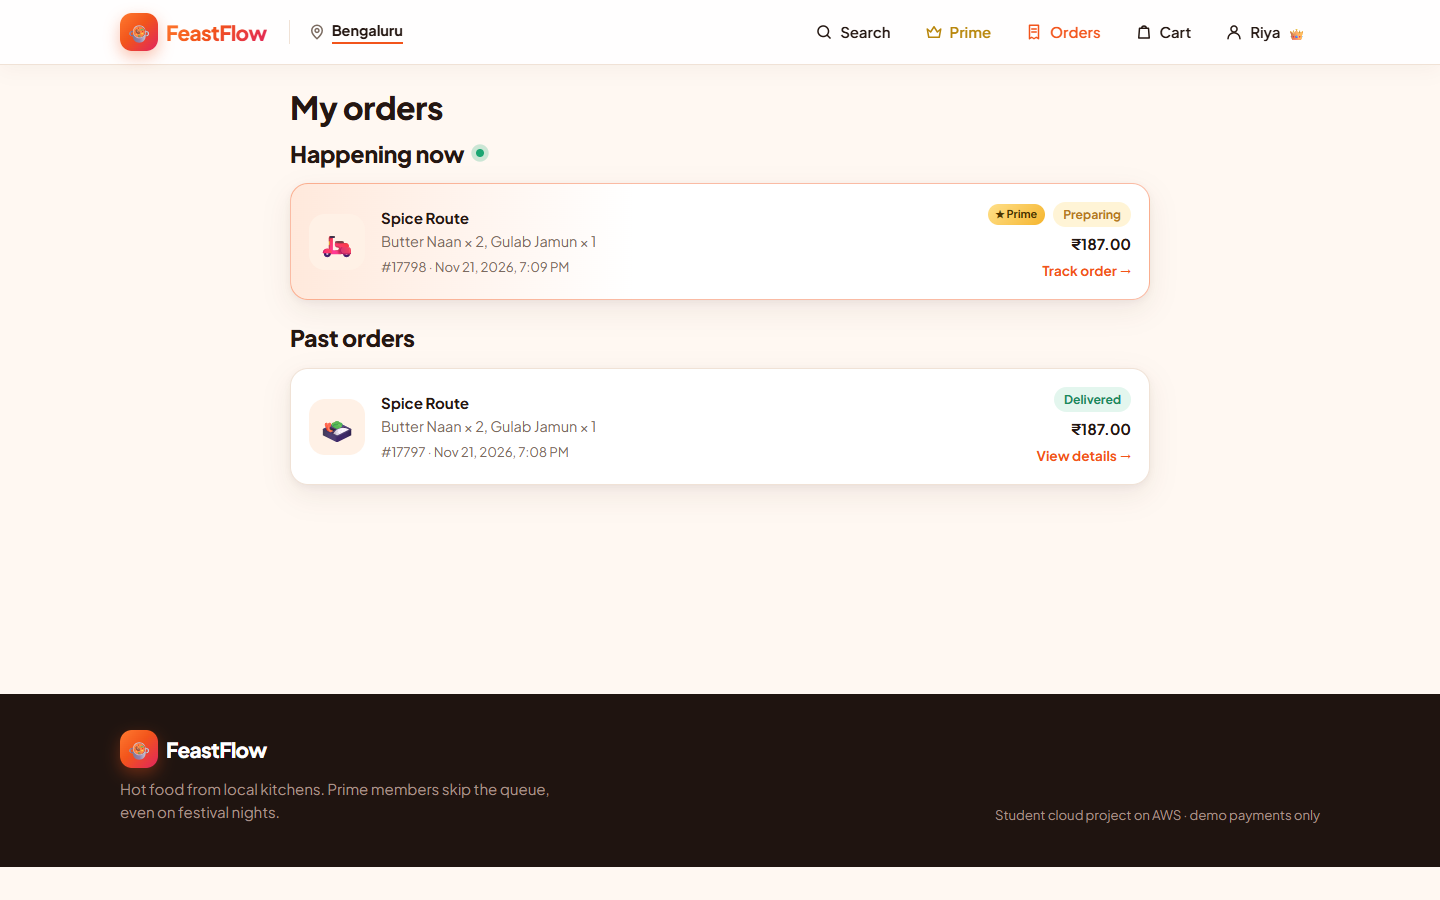 FeastFlow
Bengaluru
Search
Prime
Orders
Cart
Riya
My orders
Happening now
Spice Route
Butter Naan × 2, Gulab Jamun × 1
#17798 · Nov 21, 2026, 7:09 PM
★ Prime
Preparing
₹187.00
Track order →
Past orders
Spice Route
Butter Naan × 2, Gulab Jamun × 1
#17797 · Nov 21, 2026, 7:08 PM
Delivered
₹187.00
View details →
FeastFlow
Hot food from local kitchens. Prime members skip the queue,
even on festival nights.
Student cloud project on AWS · demo payments only